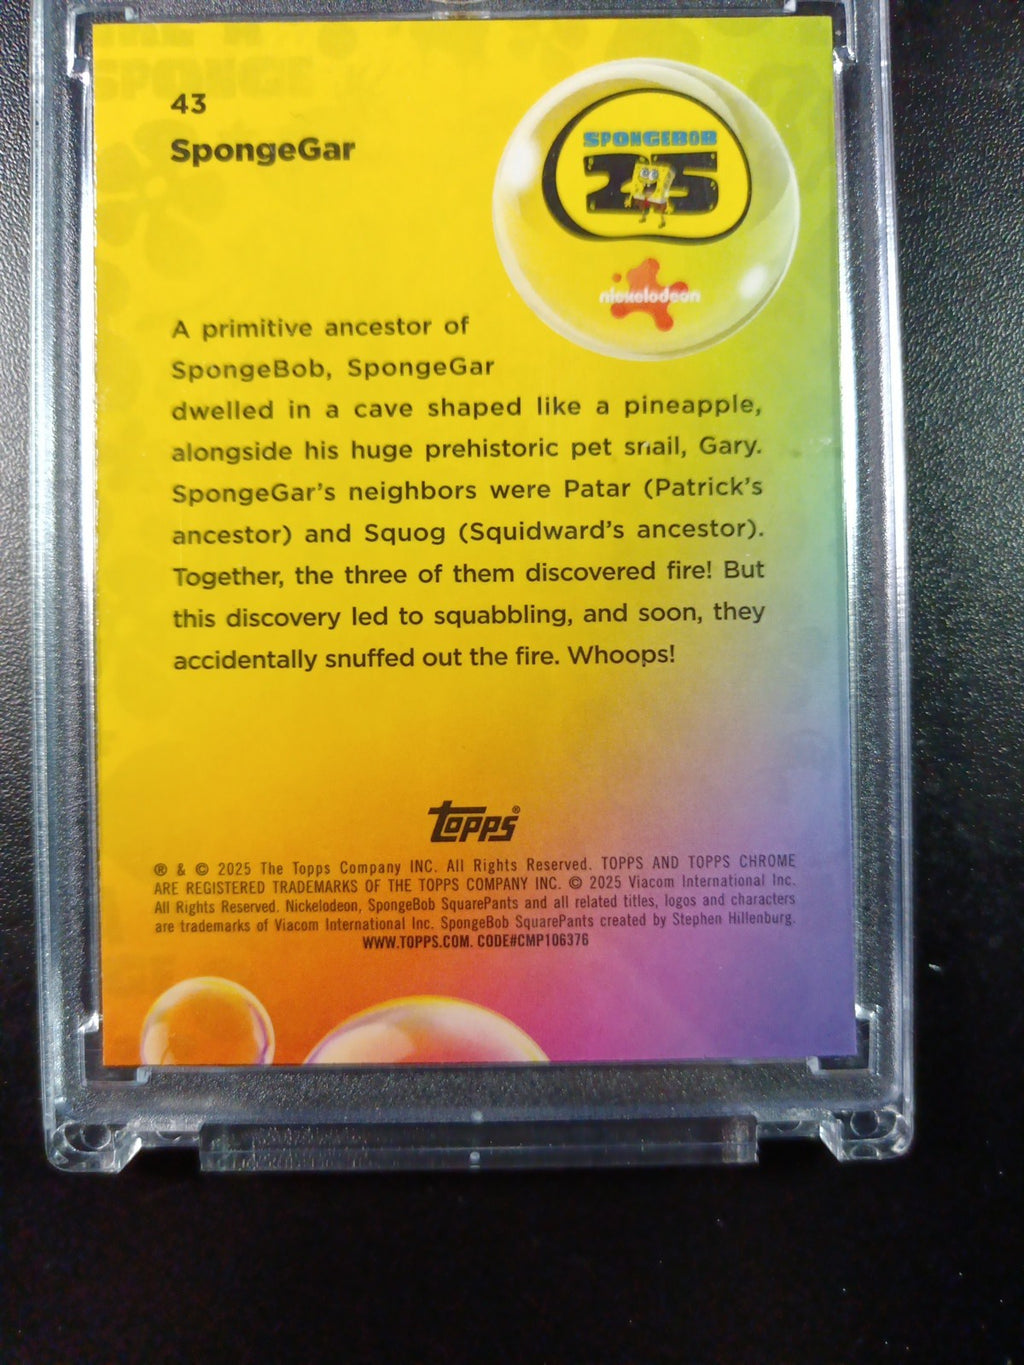 LIKE A
SPONGE
43
SpongeGar
SPONGEBOB
25
nickelodeon
A primitive ancestor of
SpongeBob, SpongeGar
dwelled in a cave shaped like a pineapple,
alongside his huge prehistoric pet snail, Gary.
SpongeGar's neighbors were Patar (Patrick's
ancestor) and Squog (Squidward's ancestor).
Together, the three of them discovered fire! But
this discovery led to squabbling, and soon, they
accidentally snuffed out the fire. Whoops!
topps®
® & © 2025 The Topps Company INC. All Rights Reserved. TOPPS AND TOPPS CHROME
ARE REGISTERED TRADEMARKS OF THE TOPPS COMPANY INC. © 2025 Viacom International Inc.
All Rights Reserved. Nickelodeon, SpongeBob SquarePants and all related titles, logos and characters
are trademarks of Viacom International Inc. SpongeBob SquarePants created by Stephen Hillenburg.
WWW.TOPPS.COM. CODE#CMP106376